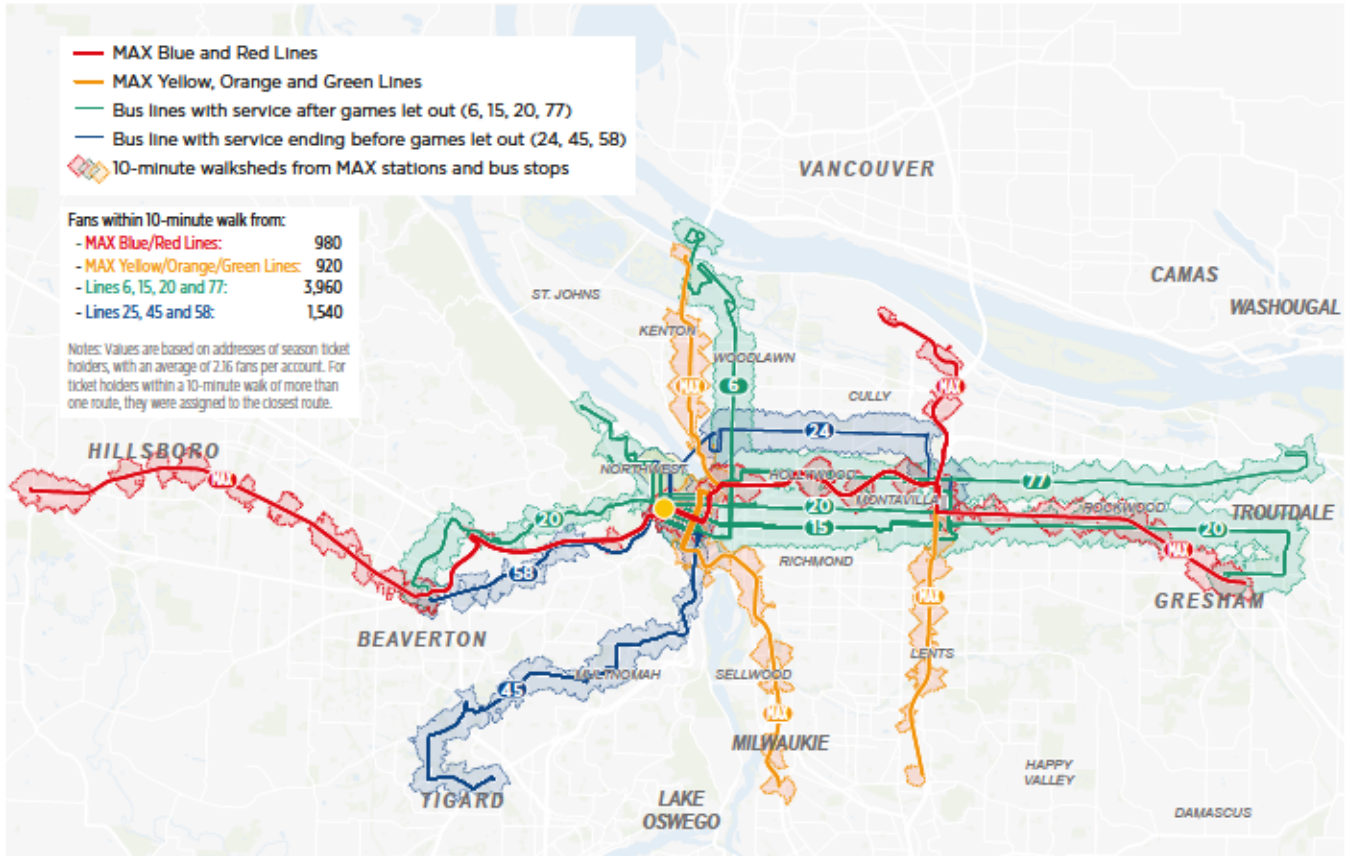 MAX Blue and Red Lines
MAX Yellow, Orange and Green Lines
Bus lines with service after games let out (6, 15, 20, 77)
Bus line with service ending before games let out (24, 45, 58)
10-minute walksheds from MAX stations and bus stops
Fans within 10-minute walk from:
- MAX Blue/Red Lines: 980
- MAX Yellow/Orange/Green Lines: 920
- Lines 6, 15, 20 and 77: 3,960
- Lines 25, 45 and 58: 1,540
Notes: Values are based on addresses of season ticket
holders, with an average of 2.16 fans per account. For
ticket holders within a 10-minute walk of more than
one route, they were assigned to the closest route.
VANCOUVER
CAMAS
WASHOUGAL
ST. JOHNS
KENTON
WOODLAWN
MAX
6
MAX
CULLY
24
HILLSBORO
MAX
NORTHWEST
HOLLYWOOD
77
MONTAVILLA
20
20
ROCKWOOD
TROUTDALE
15
20
RICHMOND
MAX
58
MAX
GRESHAM
BEAVERTON
LENTS
MULTNOMAH
SELLWOOD
45
MAX
MILWAUKIE
HAPPY
VALLEY
TIGARD
LAKE
OSWEGO
DAMASCUS